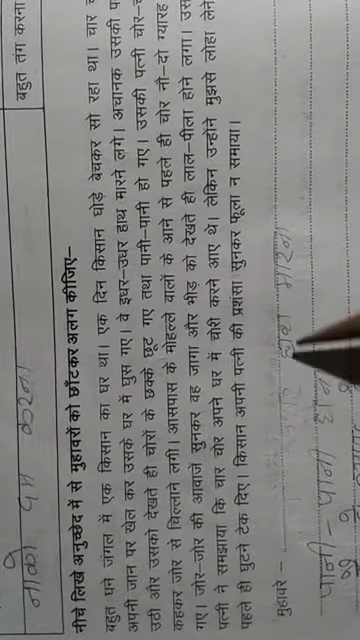 बहुत तंग करना
नाको दम करना
नीचे लिखे अनुच्छेद में से मुहावरों को छाँटकर अलग कीजिए–
बहुत घने जंगल में एक किसान का घर था। एक दिन किसान घोड़े बेचकर सो रहा था। चार
अपनी जान पर खेल कर उसके घर में घुस गए। वे इधर–उधर हाथ मारने लगे। अचानक उसकी
उठी और उसको देखते ही चोरों के छक्के छूट गए तथा पानी–पानी हो गए। उसकी पत्नी चोर–
कहकर जोर से चिल्लाने लगी। आसपास के मोहल्ले वालों के आने से पहले ही चोर नौ–दो ग्यारह
गए। जोर–जोर की आवाजें सुनकर वह जागा और भीड़ को देखते ही लाल–पीला होने लगा।
पत्नी ने समझाया कि चार चोर अपने घर में चोरी करने आए थे। लेकिन उन्होंने मुझसे लोहा लेने
पहले ही घुटने टेक दिए। किसान अपनी पत्नी की प्रशंसा सुनकर फूला न समाया।
मुहावरे –
हाथ मारना
पानी – पानी